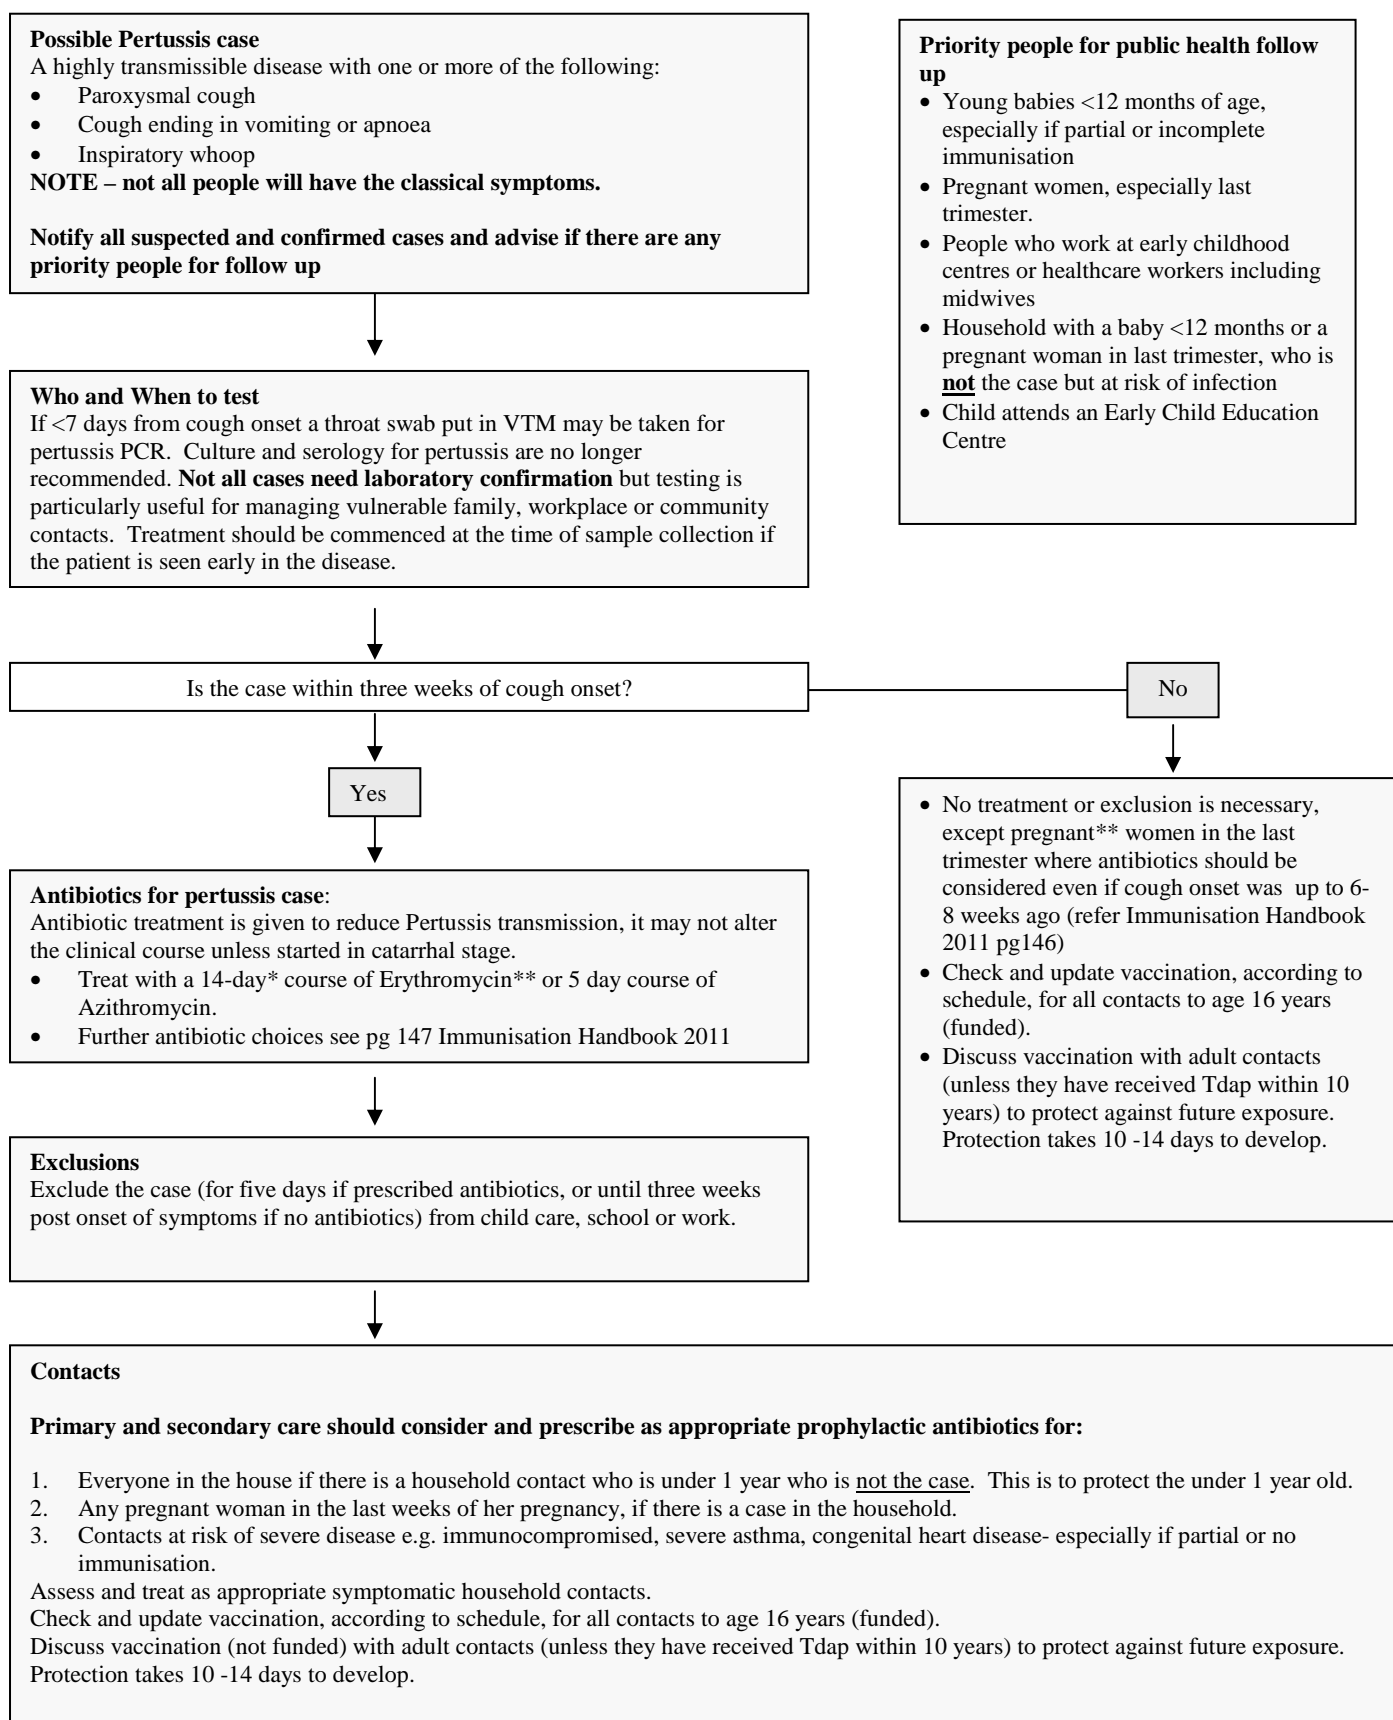 Possible Pertussis case
A highly transmissible disease with one or more of the following:
• Paroxysmal cough
• Cough ending in vomiting or apnoea
• Inspiratory whoop
NOTE – not all people will have the classical symptoms.
Notify all suspected and confirmed cases and advise if there are any
priority people for follow up
Priority people for public health follow
up
• Young babies <12 months of age,
especially if partial or incomplete
immunisation
• Pregnant women, especially last
trimester.
• People who work at early childhood
centres or healthcare workers including
midwives
• Household with a baby <12 months or a
pregnant woman in last trimester, who is
not the case but at risk of infection
• Child attends an Early Child Education
Centre
Who and When to test
If <7 days from cough onset a throat swab put in VTM may be taken for
pertussis PCR.  Culture and serology for pertussis are no longer
recommended. Not all cases need laboratory confirmation but testing is
particularly useful for managing vulnerable family, workplace or community
contacts.  Treatment should be commenced at the time of sample collection if
the patient is seen early in the disease.
Is the case within three weeks of cough onset?
No
Yes
• No treatment or exclusion is necessary,
except pregnant** women in the last
trimester where antibiotics should be
considered even if cough onset was  up to 6-
8 weeks ago (refer Immunisation Handbook
2011 pg146)
• Check and update vaccination, according to
schedule, for all contacts to age 16 years
(funded).
• Discuss vaccination with adult contacts
(unless they have received Tdap within 10
years) to protect against future exposure.
Protection takes 10 -14 days to develop.
Antibiotics for pertussis case:
Antibiotic treatment is given to reduce Pertussis transmission, it may not alter
the clinical course unless started in catarrhal stage.
• Treat with a 14-day* course of Erythromycin** or 5 day course of
Azithromycin.
• Further antibiotic choices see pg 147 Immunisation Handbook 2011
Exclusions
Exclude the case (for five days if prescribed antibiotics, or until three weeks
post onset of symptoms if no antibiotics) from child care, school or work.
Contacts
Primary and secondary care should consider and prescribe as appropriate prophylactic antibiotics for:
1. Everyone in the house if there is a household contact who is under 1 year who is not the case.  This is to protect the under 1 year old.
2. Any pregnant woman in the last weeks of her pregnancy, if there is a case in the household.
3. Contacts at risk of severe disease e.g. immunocompromised, severe asthma, congenital heart disease- especially if partial or no
immunisation.
Assess and treat as appropriate symptomatic household contacts.
Check and update vaccination, according to schedule, for all contacts to age 16 years (funded).
Discuss vaccination (not funded) with adult contacts (unless they have received Tdap within 10 years) to protect against future exposure.
Protection takes 10 -14 days to develop.